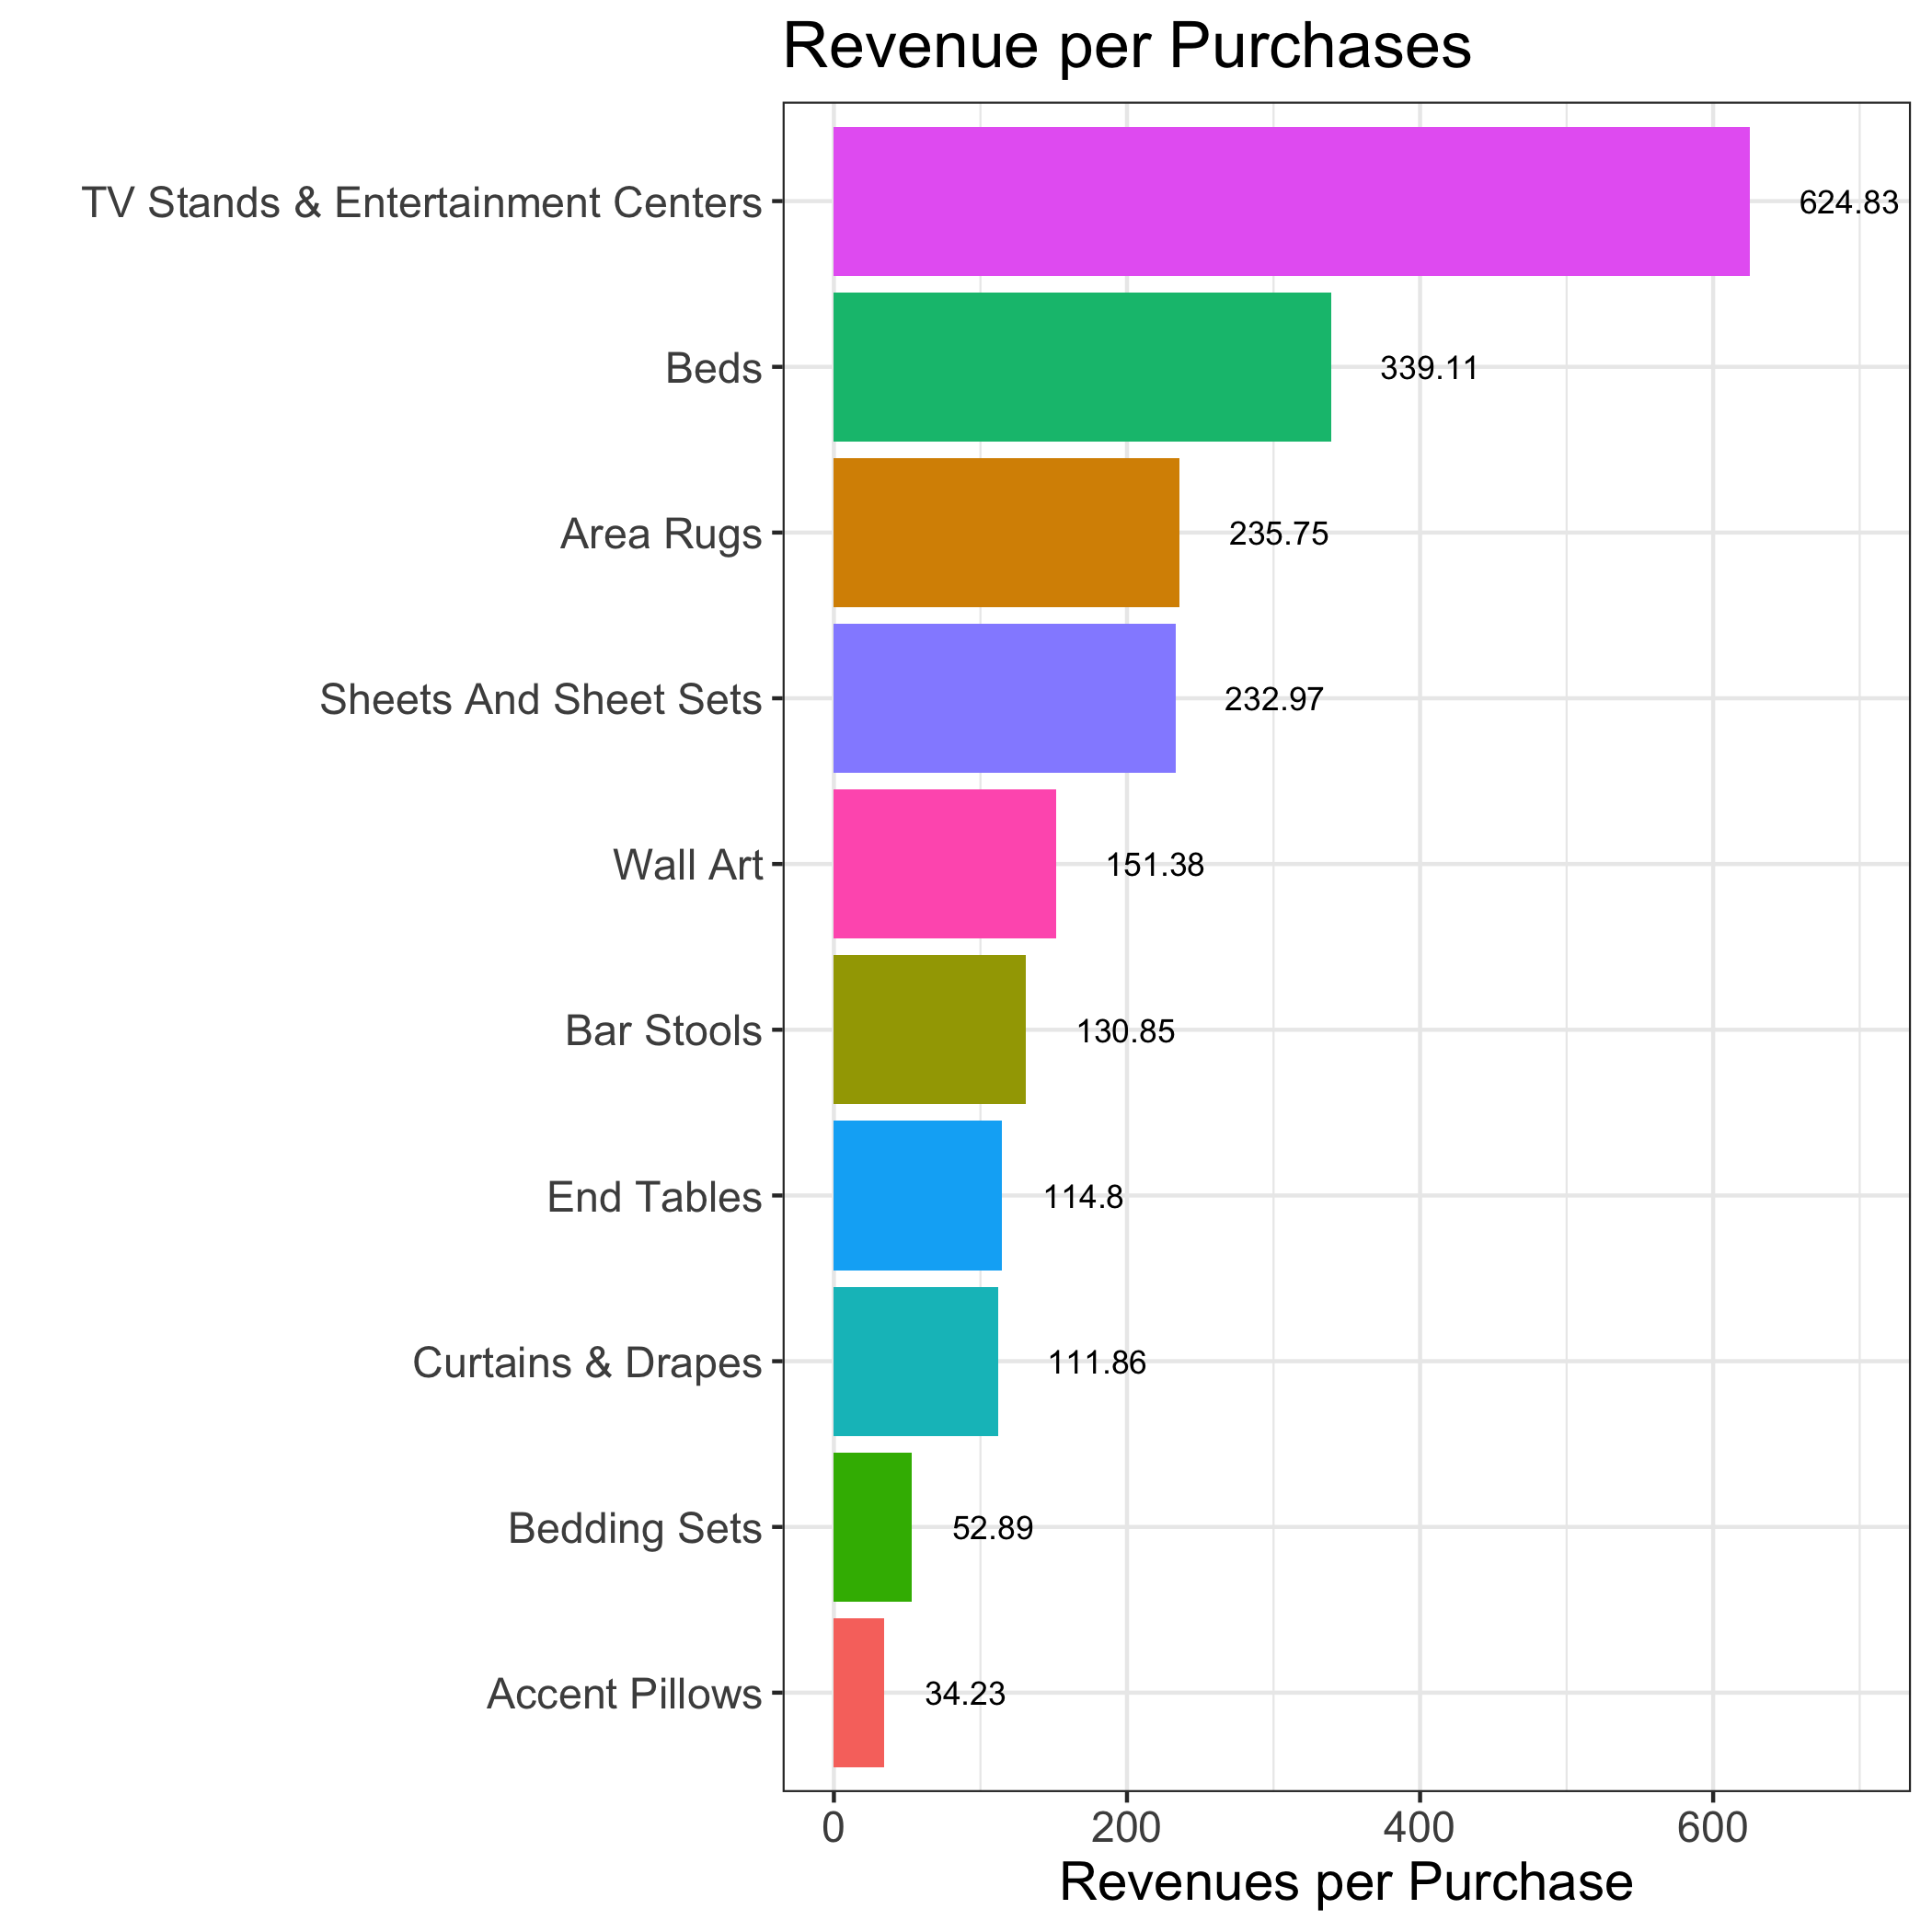 Revenue per Purchases
TV Stands & Entertainment Centers 624.83
Beds 339.11
Area Rugs 235.75
Sheets And Sheet Sets 232.97
Wall Art 151.38
Bar Stools 130.85
End Tables 114.8
Curtains & Drapes 111.86
Bedding Sets 52.89
Accent Pillows 34.23
0 200 400 600
Revenues per Purchase